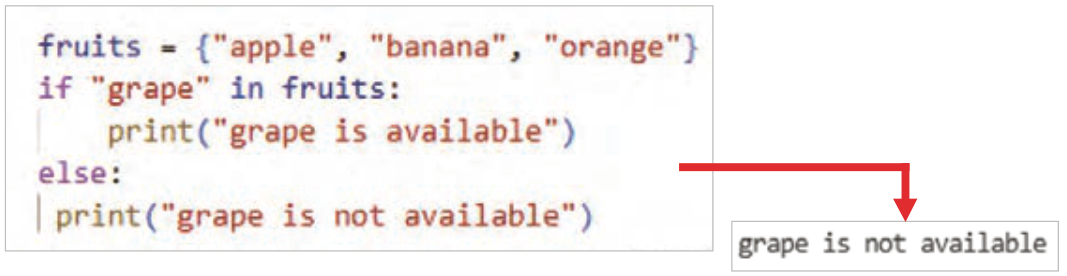 fruits = {"apple", "banana", "orange"}
if "grape" in fruits:
    print("grape is available")
else:
 print("grape is not available")
grape is not available